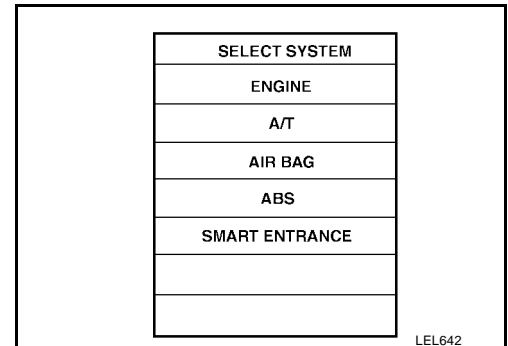 SELECT SYSTEM
ENGINE
A/T
AIR BAG
ABS
SMART ENTRANCE
LEL642